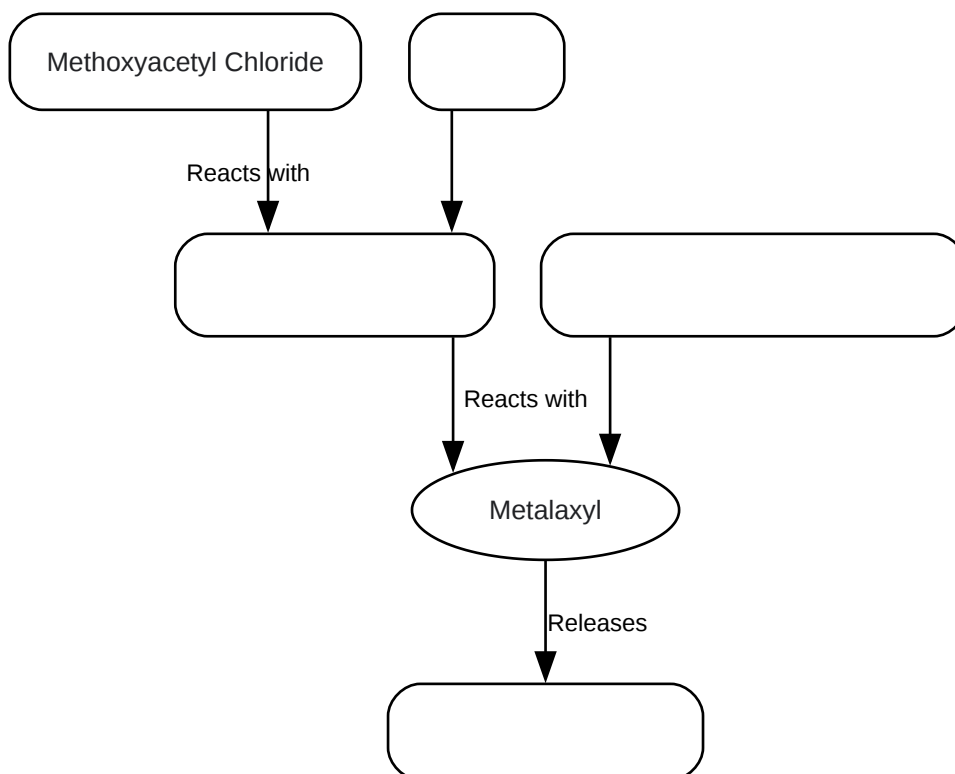 Methoxyacetyl Chloride
Reacts with
Reacts with
Metalaxyl
Releases